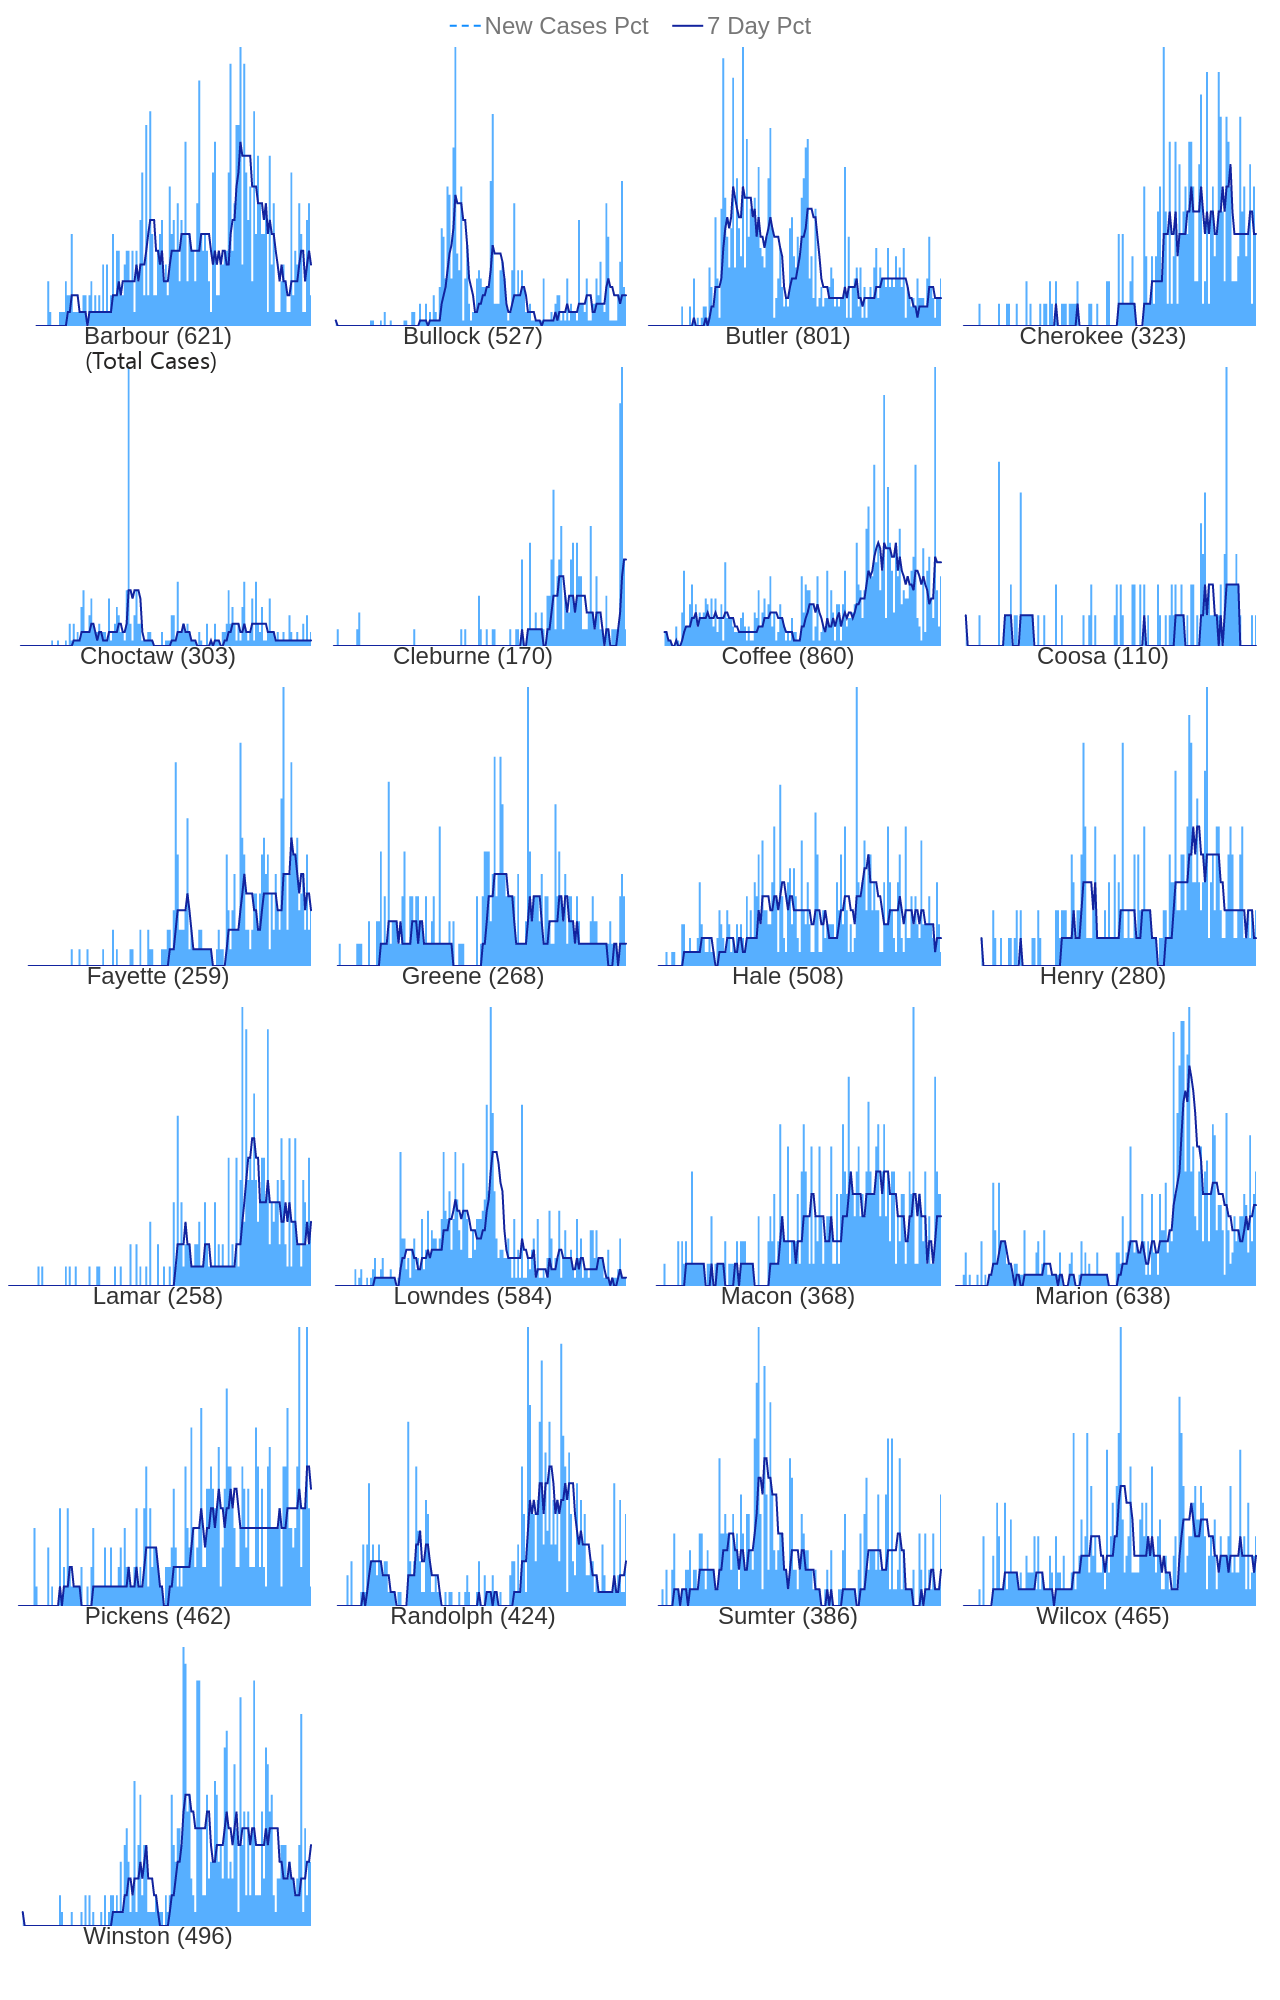 New Cases Pct 7 Day Pct
Barbour (621) Bullock (527) Butler (801) Cherokee (323)
(Total Cases)
Choctaw (303) Cleburne (170) Coffee (860) Coosa (110)
Fayette (259) Greene (268) Hale (508) Henry (280)
Lamar (258) Lowndes (584) Macon (368) Marion (638)
Pickens (462) Randolph (424) Sumter (386) Wilcox (465)
Winston (496)